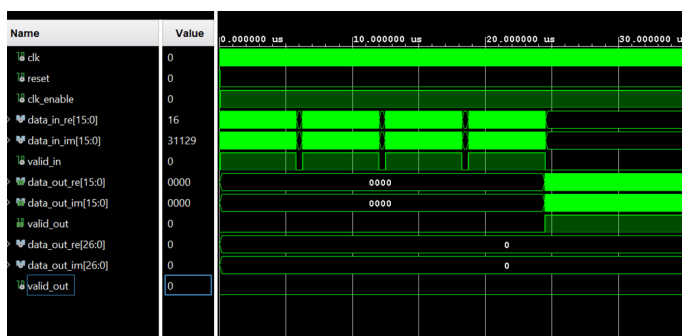 Name Value
0.000000 us 10.000000 us 20.000000 us 30.000000 u
clk 0
reset 0
clk_enable 0
data_in_re[15:0] 16
data_in_im[15:0] 31129
valid_in 0
data_out_re[15:0] 0000 0000
data_out_im[15:0] 0000 0000
valid_out 0
data_out_re[26:0] 0 0
data_out_im[26:0] 0 0
valid_out 0